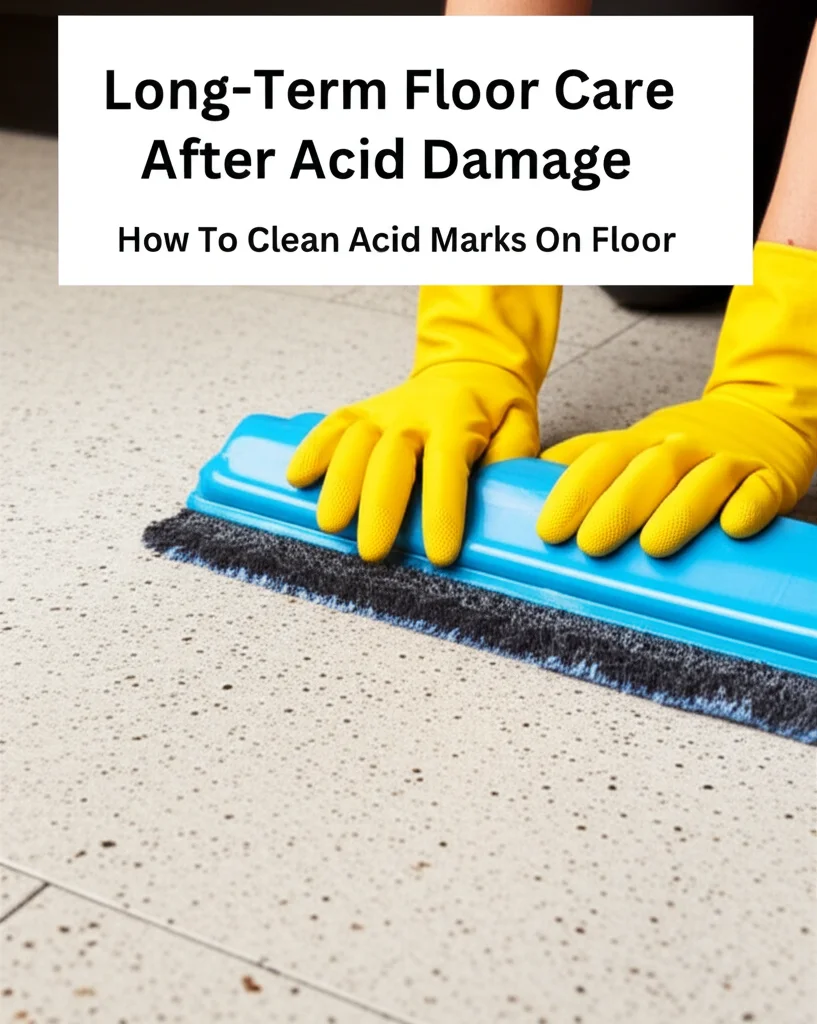 Long-Term Floor Care
After Acid Damage
How To Clean Acid Marks On Floor